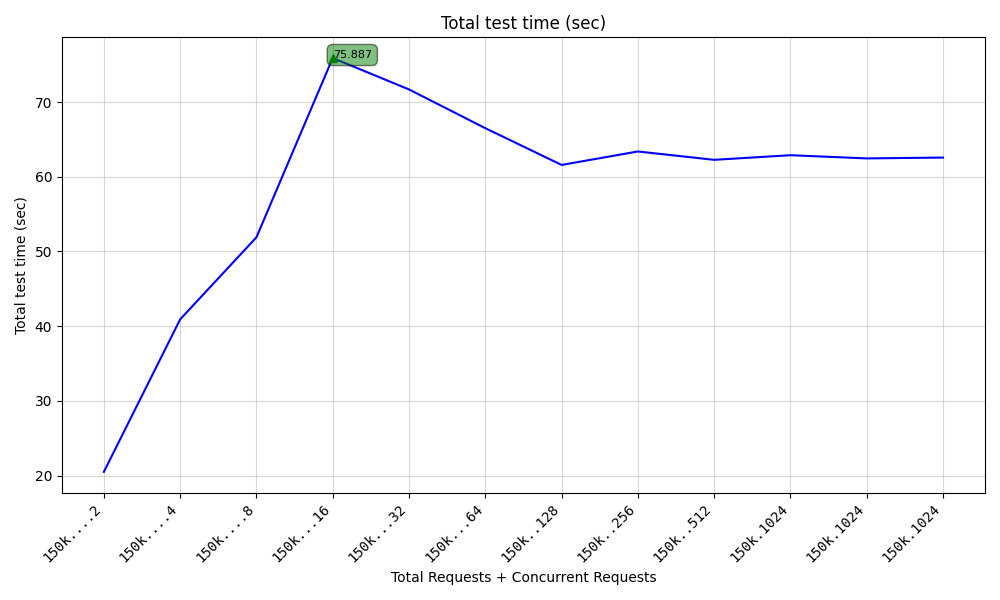 Total test time (sec)
75.887
Total test time (sec)
70
60
50
40
30
20
150k....2
150k....4
150k....8
150k...16
150k...32
150k...64
150k..128
150k..256
150k..512
150k.1024
150k.1024
150k.1024
Total Requests + Concurrent Requests